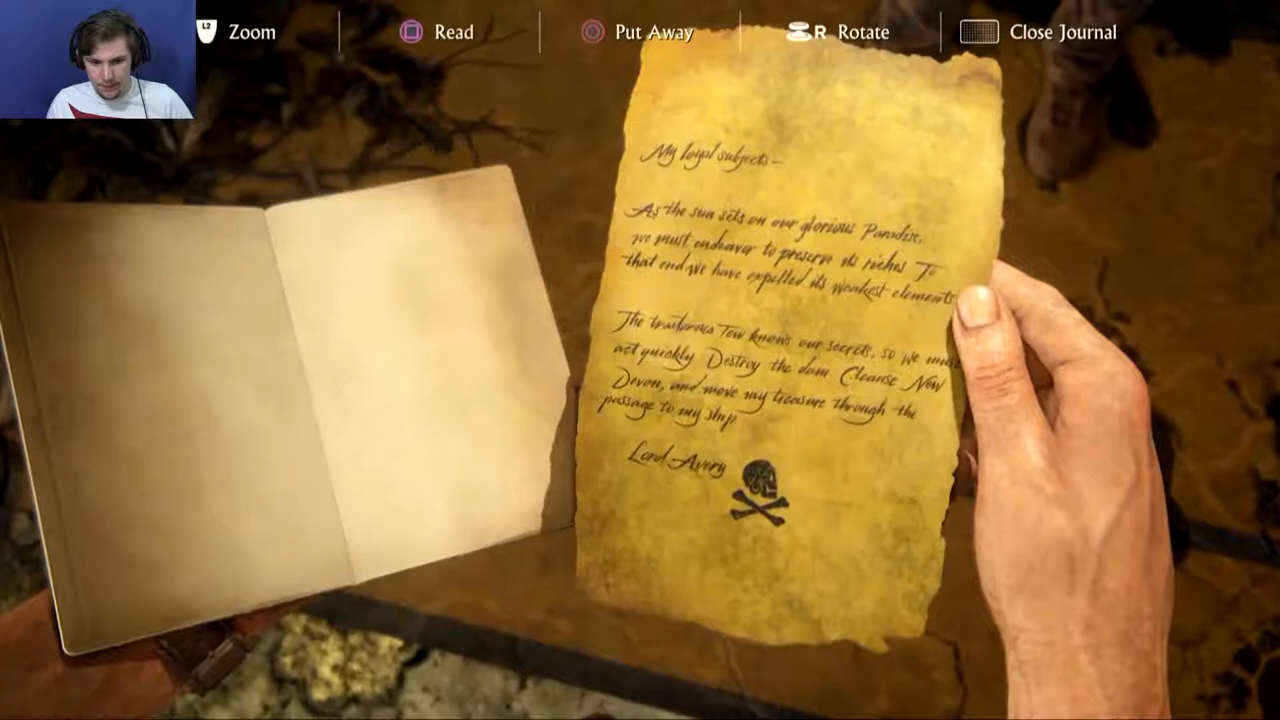 L2 Zoom Read Put Away R Rotate Close Journal
My loyal subjects-
As the sun sets on our glorious Paradise,
we must endeavor to preserve its riches To
that end we have expelled its weakest elements
The traitorous Tew knows our secrets, so we must
act quickly Destroy the dam. Cleanse New
Devon, and move my treasure through the
passage to my ship
Lord Avery